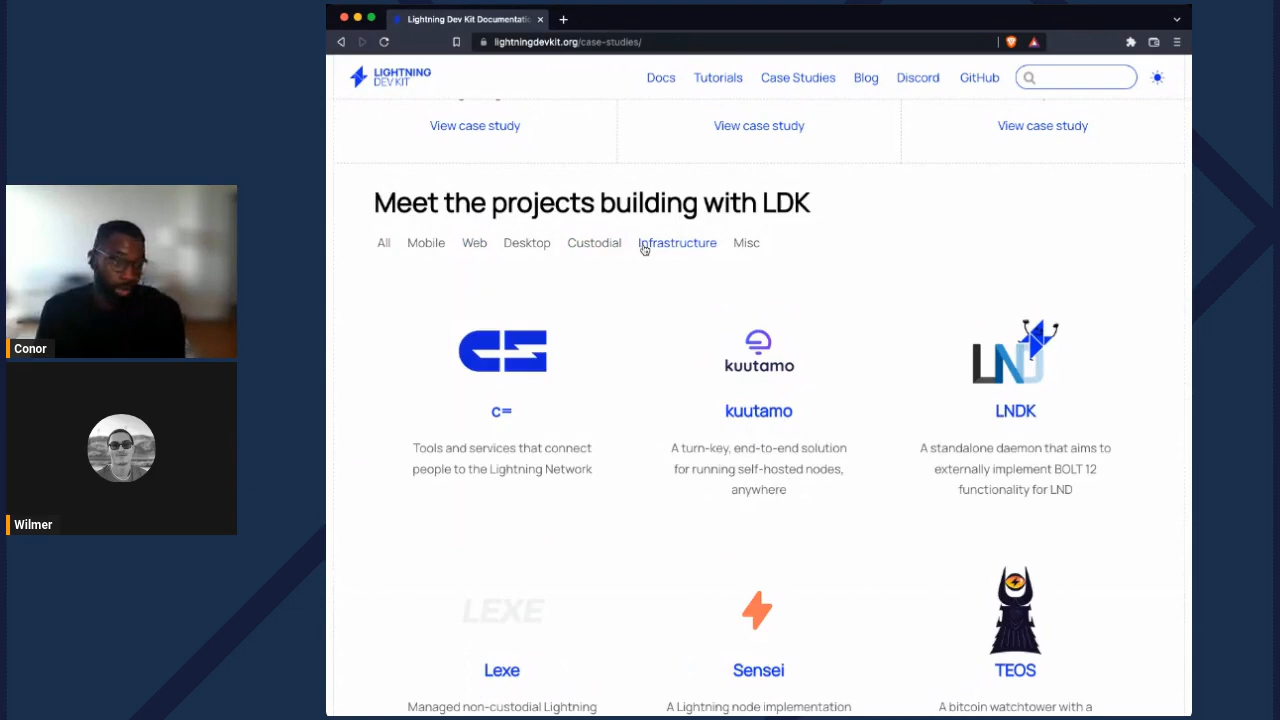 Lightning Dev Kit Documentatio
lightningdevkit.org/case-studies/
LIGHTNING
DEV KIT
Docs
Tutorials
Case Studies
Blog
Discord
GitHub
View case study
View case study
View case study
Meet the projects building with LDK
All
Mobile
Web
Desktop
Custodial
Infrastructure
Misc
kuutamo
LND
c=
kuutamo
LNDK
Tools and services that connect
people to the Lightning Network
A turn-key, end-to-end solution
for running self-hosted nodes,
anywhere
A standalone daemon that aims to
externally implement BOLT 12
functionality for LND
LEXE
Lexe
Sensei
TEOS
Managed non-custodial Lightning
A Lightning node implementation
A bitcoin watchtower with a
Conor
Wilmer